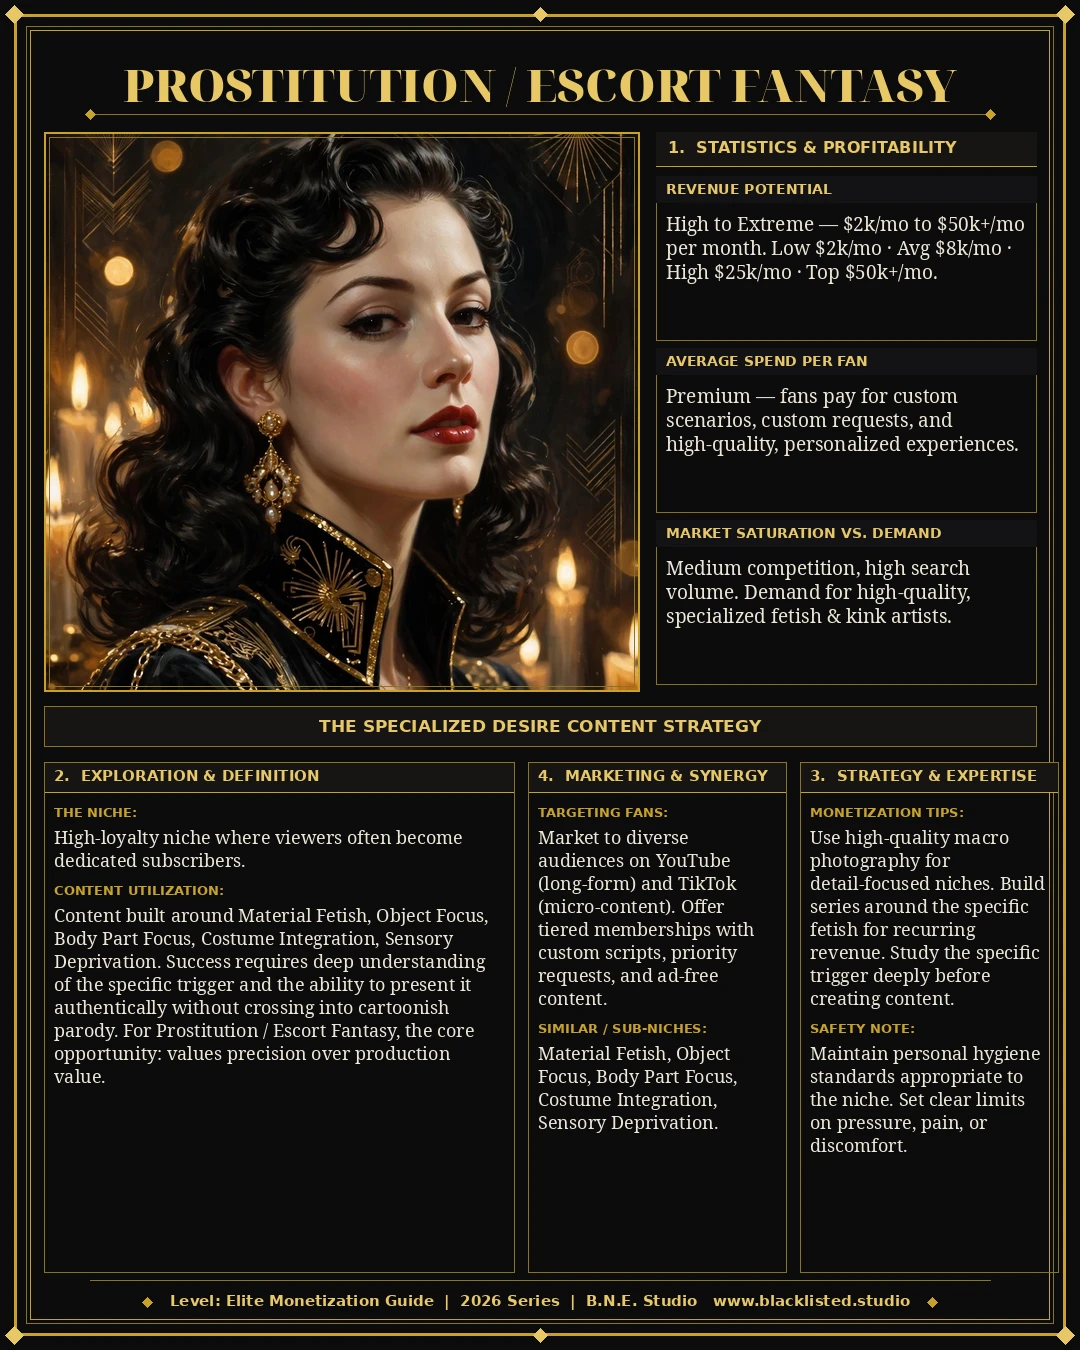 PROSTITUTION / ESCORT FANTASY
1. STATISTICS & PROFITABILITY
REVENUE POTENTIAL
High to Extreme — $2k/mo to $50k+/mo
per month. Low $2k/mo · Avg $8k/mo ·
High $25k/mo · Top $50k+/mo.
AVERAGE SPEND PER FAN
Premium — fans pay for custom
scenarios, custom requests, and
high-quality, personalized experiences.
MARKET SATURATION VS. DEMAND
Medium competition, high search
volume. Demand for high-quality,
specialized fetish & kink artists.
THE SPECIALIZED DESIRE CONTENT STRATEGY
2. EXPLORATION & DEFINITION
THE NICHE:
High-loyalty niche where viewers often become
dedicated subscribers.
CONTENT UTILIZATION:
Content built around Material Fetish, Object Focus,
Body Part Focus, Costume Integration, Sensory
Deprivation. Success requires deep understanding
of the specific trigger and the ability to present it
authentically without crossing into cartoonish
parody. For Prostitution / Escort Fantasy, the core
opportunity: values precision over production
value.
4. MARKETING & SYNERGY
TARGETING FANS:
Market to diverse
audiences on YouTube
(long-form) and TikTok
(micro-content). Offer
tiered memberships with
custom scripts, priority
requests, and ad-free
content.
SIMILAR / SUB-NICHES:
Material Fetish, Object
Focus, Body Part Focus,
Costume Integration,
Sensory Deprivation.
3. STRATEGY & EXPERTISE
MONETIZATION TIPS:
Use high-quality macro
photography for
detail-focused niches. Build
series around the specific
fetish for recurring
revenue. Study the specific
trigger deeply before
creating content.
SAFETY NOTE:
Maintain personal hygiene
standards appropriate to
the niche. Set clear limits
on pressure, pain, or
discomfort.
Level: Elite Monetization Guide | 2026 Series | B.N.E. Studio www.blacklisted.studio